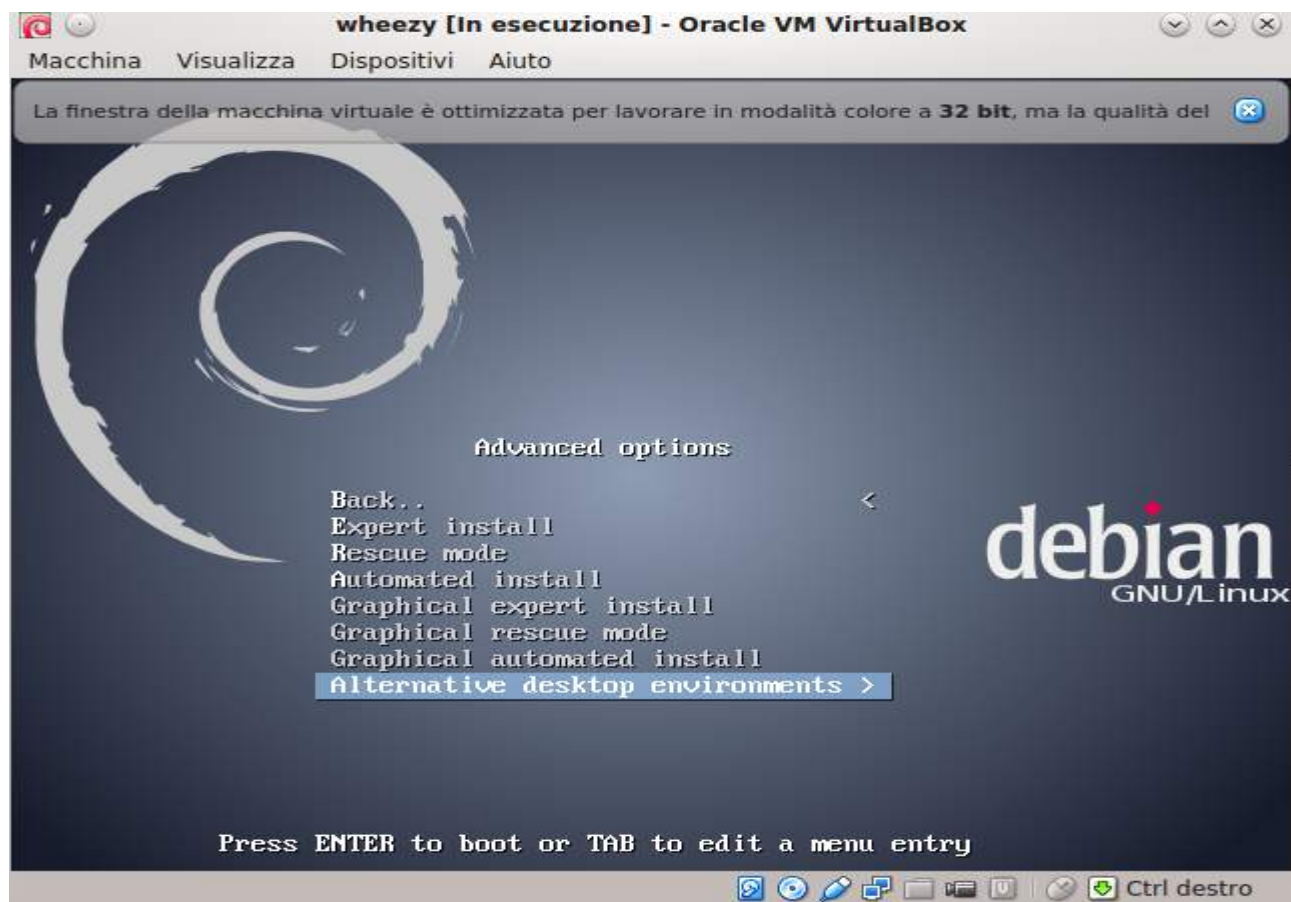 wheezy [In esecuzione] - Oracle VM VirtualBox
Macchina Visualizza Dispositivi Aiuto
La finestra della macchina virtuale è ottimizzata per lavorare in modalità colore a 32 bit, ma la qualità del
Advanced options
Back.. <
Expert install
Rescue mode
Automated install
Graphical expert install
Graphical rescue mode
Graphical automated install
Alternative desktop environments >
debian
GNU/Linux
Press ENTER to boot or TAB to edit a menu entry
Ctrl destro